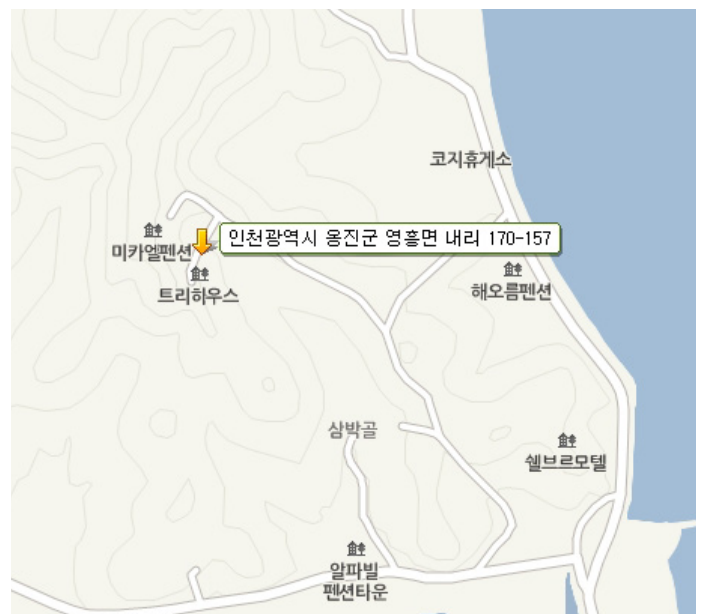 코지휴게소
인천광역시 옹진군 영흥면 내리 170-157
미카엘펜션
트리하우스
해오름펜션
삼박골
쉘브르모텔
알파빌
펜션타운